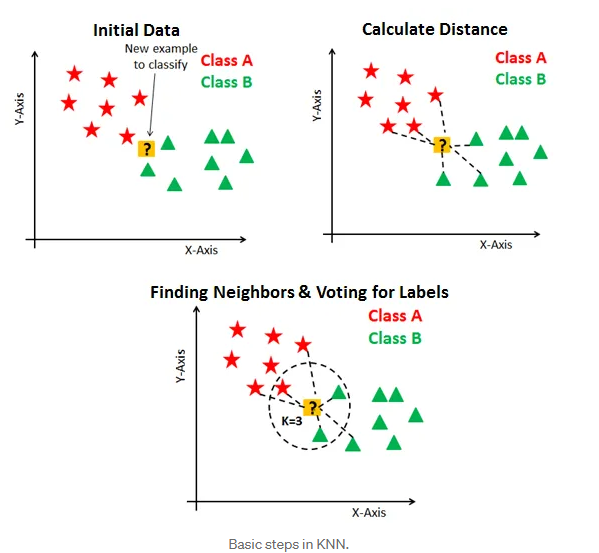 Initial Data
New example
to classify
Class A
Class B
?
Y-Axis
X-Axis
Calculate Distance
Class A
Class B
?
Y-Axis
X-Axis
Finding Neighbors & Voting for Labels
Class A
Class B
?
K=3
Y-Axis
X-Axis
Basic steps in KNN.